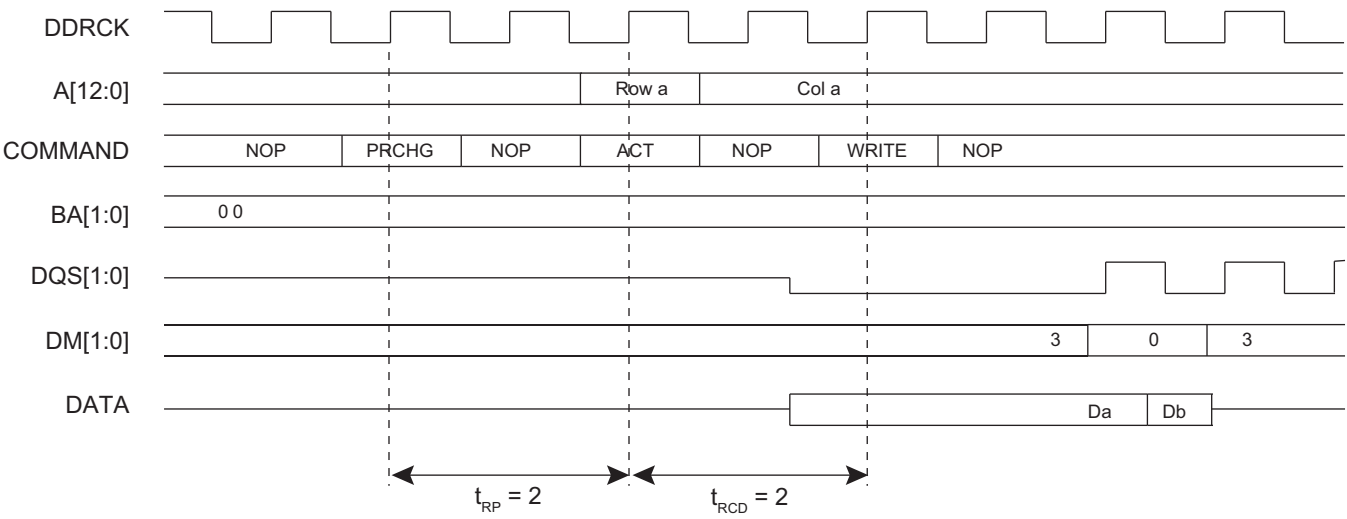 DDRCK
A[12:0] Row a Col a
COMMAND NOP PRCHG NOP ACT NOP WRITE NOP
BA[1:0] 0 0
DQS[1:0]
DM[1:0] 3 0 3
DATA Da Db
tRP = 2 tRCD = 2